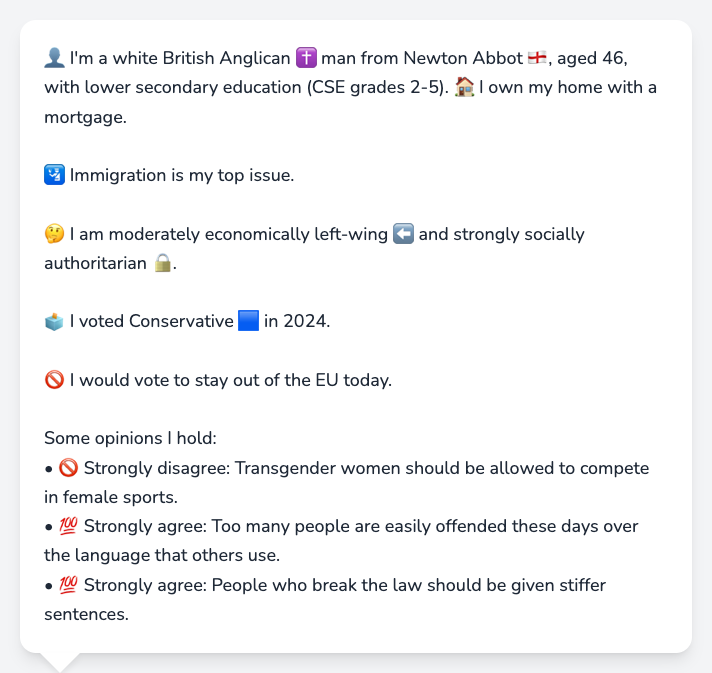 👤 I'm a white British Anglican ✝️ man from Newton Abbot 🏴󠁧󠁢󠁥󠁮󠁧󠁿, aged 46,
with lower secondary education (CSE grades 2-5). 🏠 I own my home with a
mortgage.
🛂 Immigration is my top issue.
🤔 I am moderately economically left-wing ⬅️ and strongly socially
authoritarian 🔒.
🗳️ I voted Conservative 🟦 in 2024.
🚫 I would vote to stay out of the EU today.
Some opinions I hold:
• 🚫 Strongly disagree: Transgender women should be allowed to compete
in female sports.
• 💯 Strongly agree: Too many people are easily offended these days over
the language that others use.
• 💯 Strongly agree: People who break the law should be given stiffer
sentences.